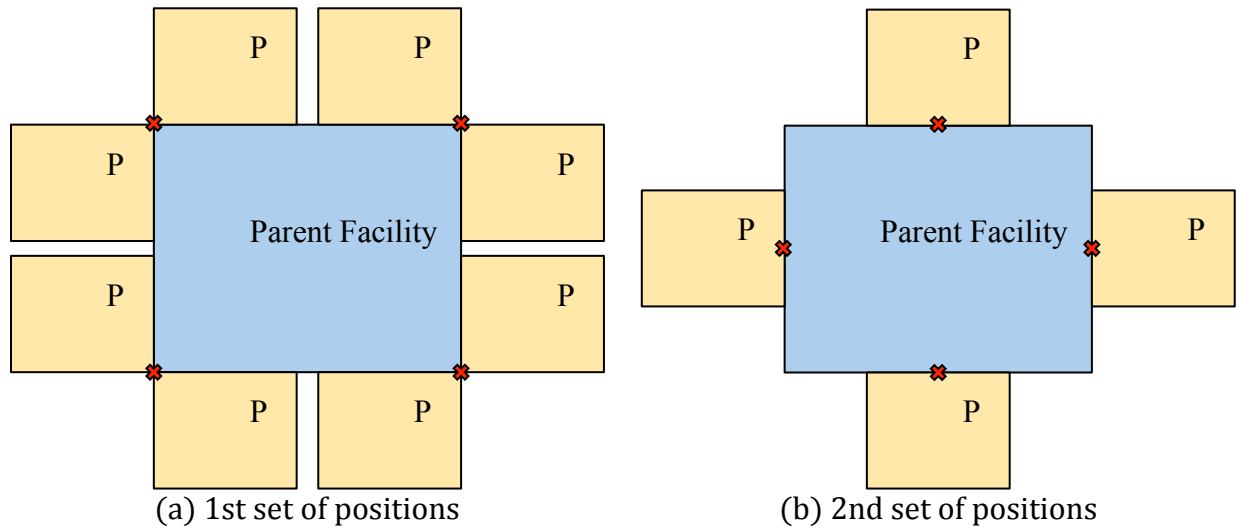 P P P
P P
Parent Facility
P P
P P
(a) 1st set of positions
Parent Facility
P P
P
(b) 2nd set of positions